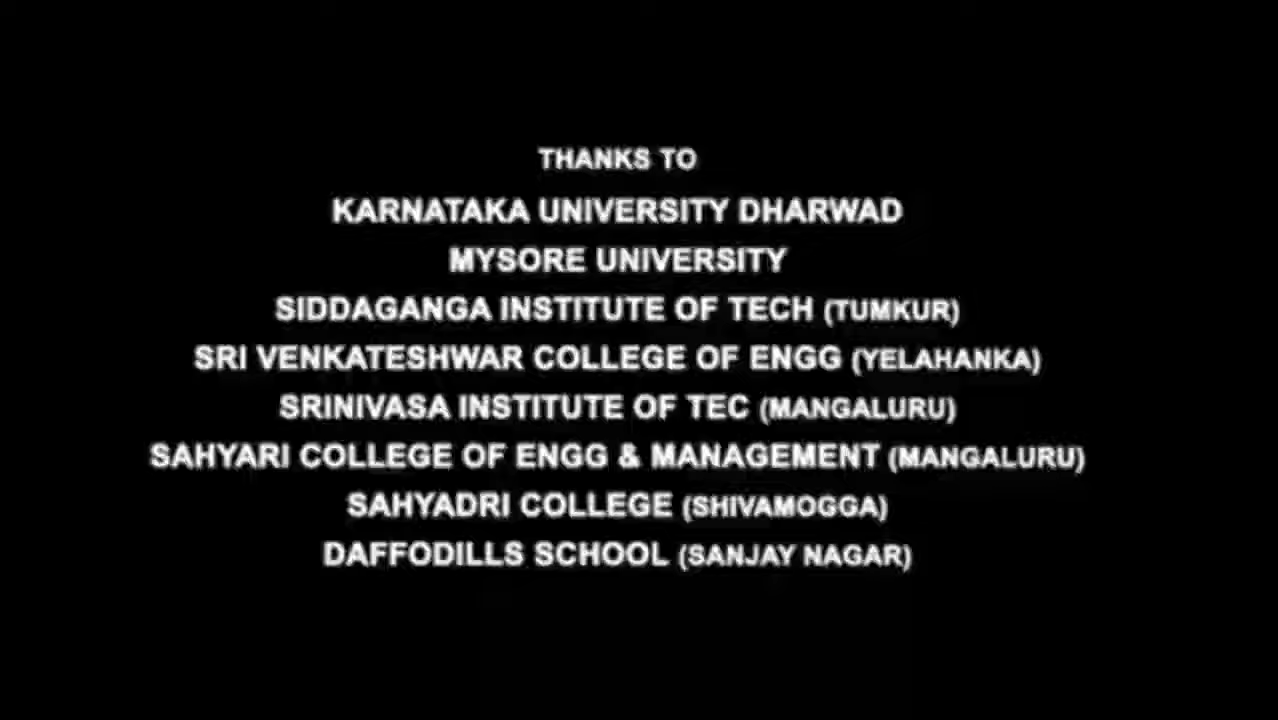 THANKS TO
KARNATAKA UNIVERSITY DHARWAD
MYSORE UNIVERSITY
SIDDAGANGA INSTITUTE OF TECH (TUMKUR)
SRI VENKATESHWAR COLLEGE OF ENGG (YELAHANKA)
SRINIVASA INSTITUTE OF TEC (MANGALURU)
SAHYARI COLLEGE OF ENGG & MANAGEMENT (MANGALURU)
SAHYADRI COLLEGE (SHIVAMOGGA)
DAFFODILLS SCHOOL (SANJAY NAGAR)